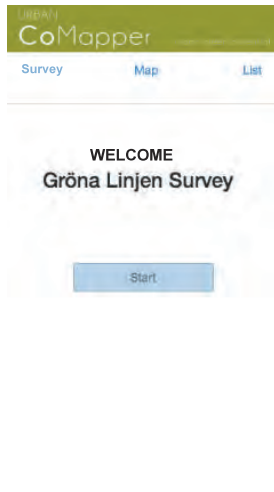 URBAN
CoMapper
Survey Map List
WELCOME
Gröna Linjen Survey
Start